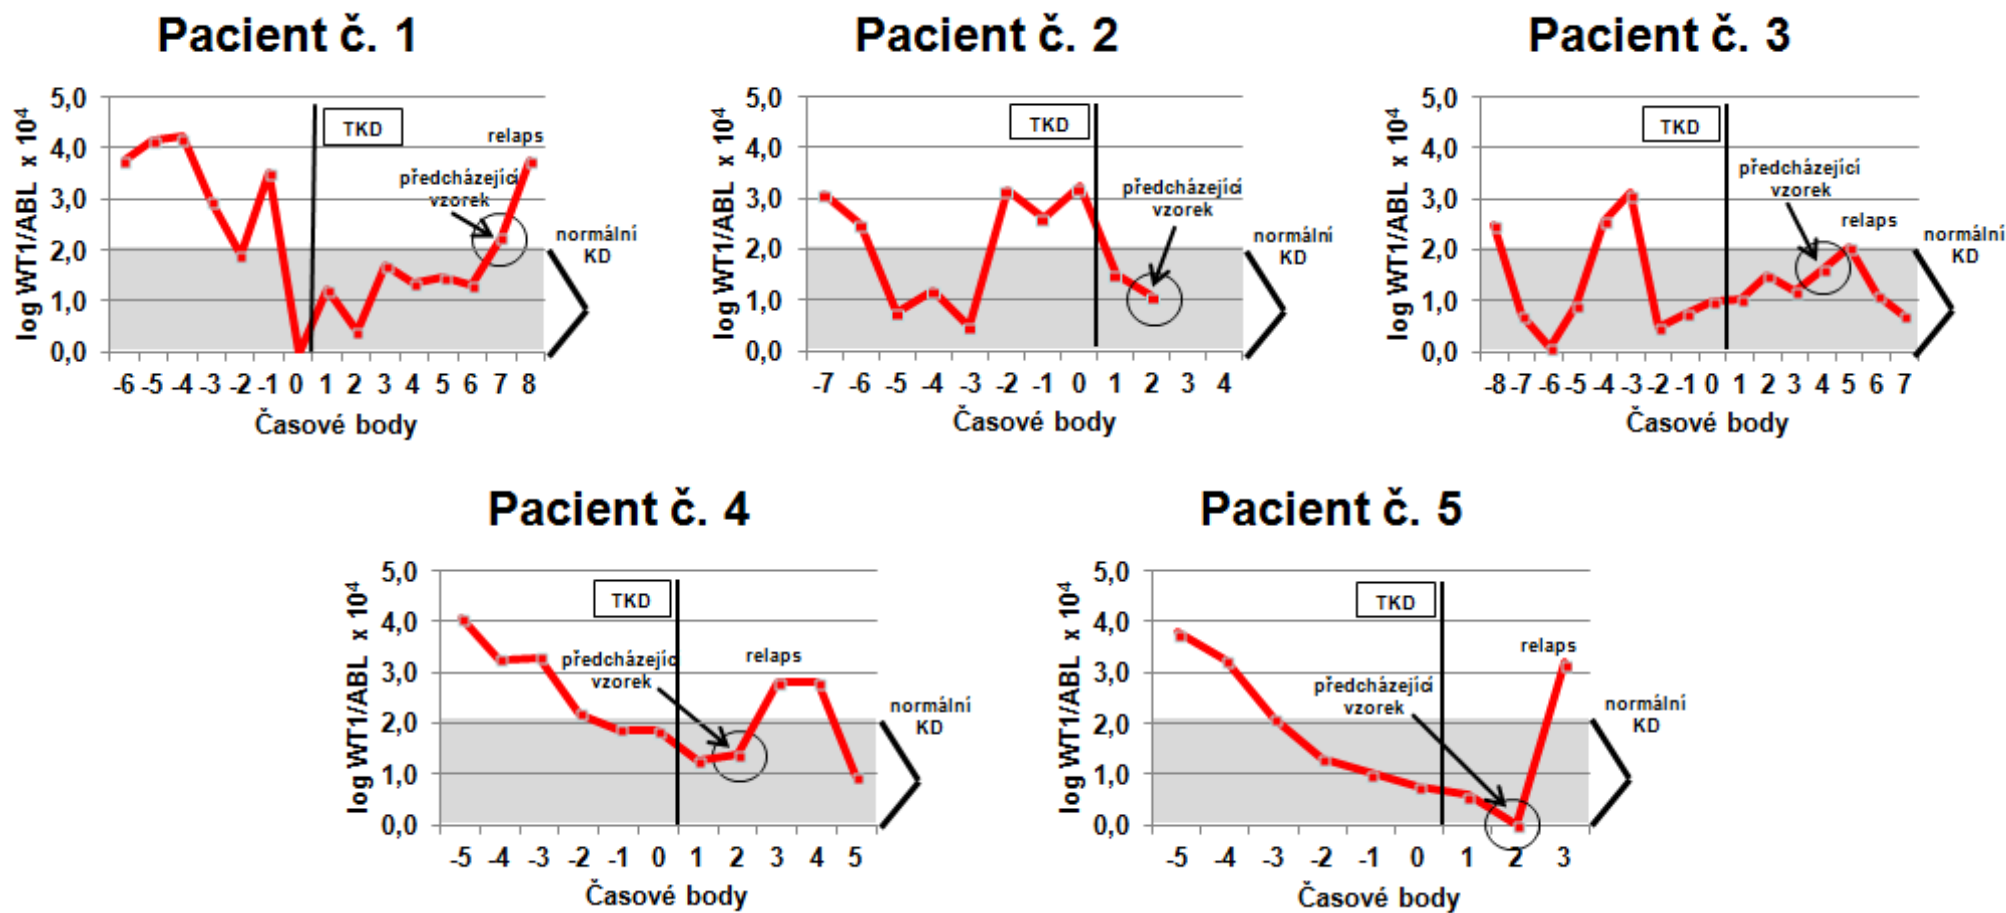 Pacient č. 1
log WT1/ABL x 10⁴
5,0
4,0
3,0
2,0
1,0
0,0
TKD
relaps
předcházející
vzorek
normální
KD
-6 -5 -4 -3 -2 -1 0 1 2 3 4 5 6 7 8
Časové body
Pacient č. 2
log WT1/ABL x 10⁴
5,0
4,0
3,0
2,0
1,0
0,0
TKD
předcházející
vzorek
normální
KD
-7 -6 -5 -4 -3 -2 -1 0 1 2 3 4
Časové body
Pacient č. 3
log WT1/ABL x 10⁴
5,0
4,0
3,0
2,0
1,0
0,0
TKD
předcházející
vzorek
relaps
normální
KD
-8 -7 -6 -5 -4 -3 -2 -1 0 1 2 3 4 5 6 7
Časové body
Pacient č. 4
log WT1/ABL x 10⁴
5,0
4,0
3,0
2,0
1,0
0,0
TKD
předcházejíc
vzorek
relaps
normální
KD
-5 -4 -3 -2 -1 0 1 2 3 4 5
Časové body
Pacient č. 5
log WT1/ABL x 10⁴
5,0
4,0
3,0
2,0
1,0
0,0
TKD
relaps
předcházející
vzorek
normální
KD
-5 -4 -3 -2 -1 0 1 2 3
Časové body